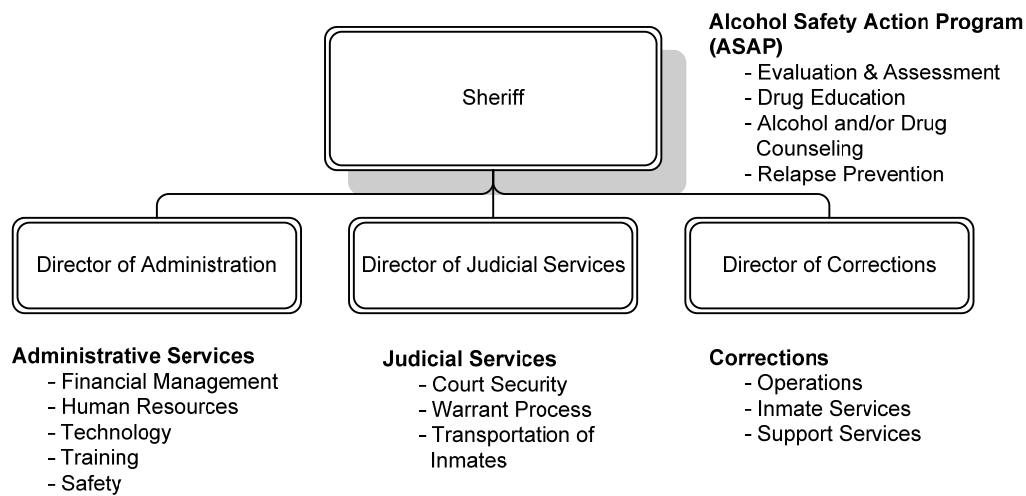 Sheriff
Alcohol Safety Action Program
(ASAP)
- Evaluation & Assessment
- Drug Education
- Alcohol and/or Drug
Counseling
- Relapse Prevention
Director of Administration
Director of Judicial Services
Director of Corrections
Administrative Services
- Financial Management
- Human Resources
- Technology
- Training
- Safety
Judicial Services
- Court Security
- Warrant Process
- Transportation of
Inmates
Corrections
- Operations
- Inmate Services
- Support Services